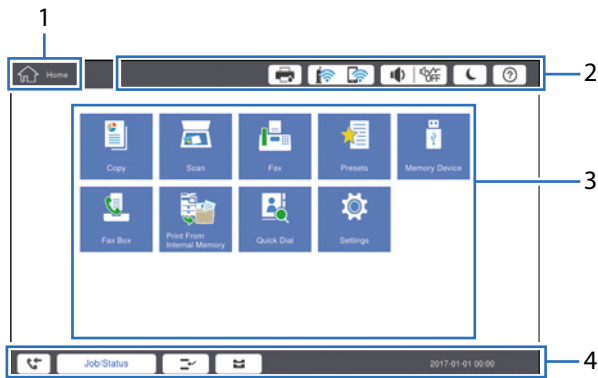 1
Home
OFF
?
2
Copy
Scan
Fax
Presets
Memory Device
3
Fax Box
Print From
Internal Memory
Quick Dial
Settings
Job/Status
2017-01-01 00:00
4